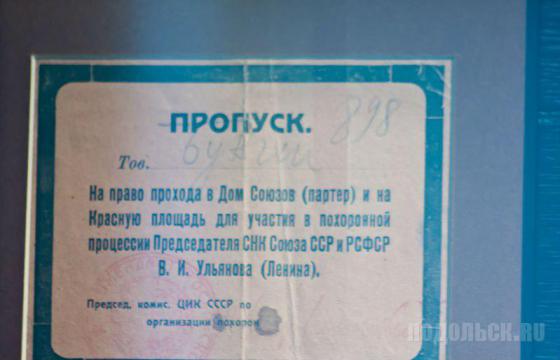 ПРОПУСК. 898
Тов.
На право прохода в Дом Союзов (партер) и на
Красную площадь для участия в похоронной
процессии Председателя СНК Союза ССР и РСФСР
В. И. Ульянова (Ленина).
Председ. комис. ЦИК СССР по
организации похорон
ПОДОЛЬСК.RU